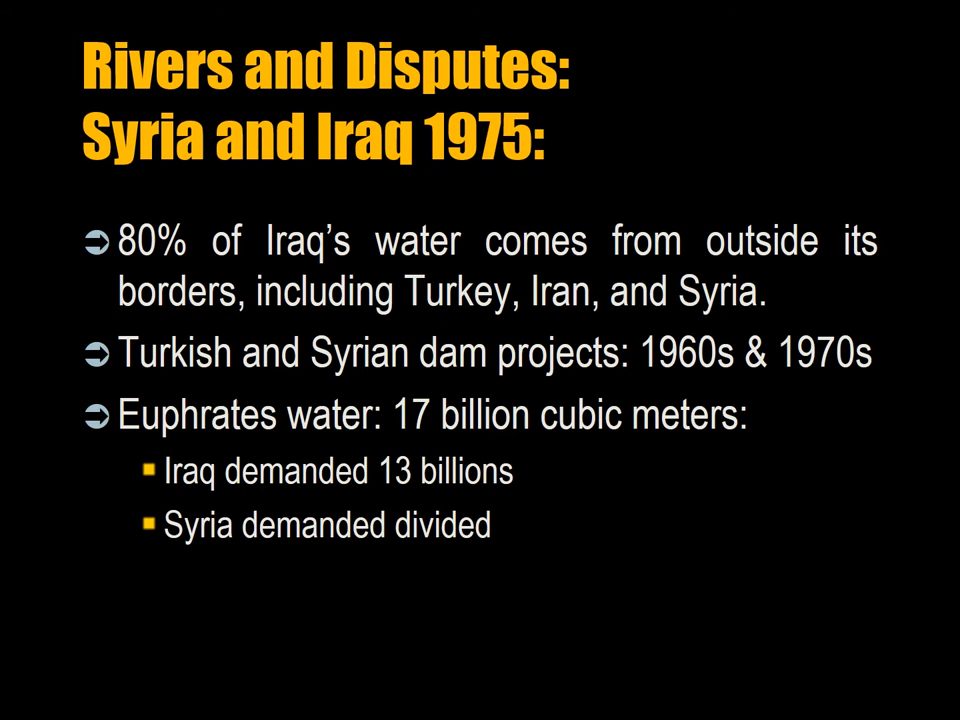 Rivers and Disputes:
Syria and Iraq 1975:
80% of Iraq’s water comes from outside its
borders, including Turkey, Iran, and Syria.
Turkish and Syrian dam projects: 1960s & 1970s
Euphrates water: 17 billion cubic meters:
Iraq demanded 13 billions
Syria demanded divided